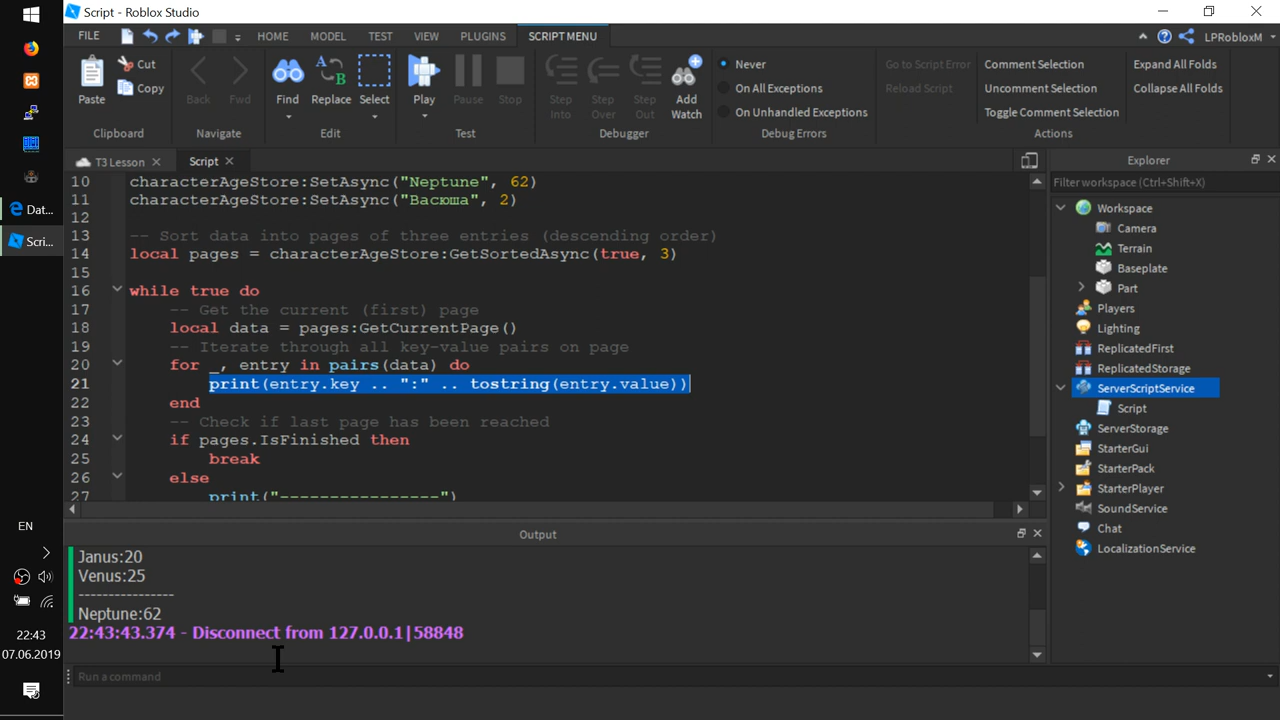 Script - Roblox Studio
FILE HOME MODEL TEST VIEW PLUGINS SCRIPT MENU LPRobloxM
Paste Cut Copy Clipboard
Back Fwd Navigate
Find Replace Select Edit
Play Pause Stop Test
Step Into Step Over Step Out Add Watch Debugger
Never
On All Exceptions
On Unhandled Exceptions
Debug Errors
Go to Script Error
Reload Script
Comment Selection
Uncomment Selection
Toggle Comment Selection
Expand All Folds
Collapse All Folds
Actions
Dat...
Scri...
T3 Lesson Script
10 characterAgeStore:SetAsync("Neptune", 62)
11 characterAgeStore:SetAsync("Васюша", 2)
12
13 -- Sort data into pages of three entries (descending order)
14 local pages = characterAgeStore:GetSortedAsync(true, 3)
15
16 while true do
17 -- Get the current (first) page
18 local data = pages:GetCurrentPage()
19 -- Iterate through all key-value pairs on page
20 for _, entry in pairs(data) do
21 print(entry.key .. ":" .. tostring(entry.value))
22 end
23 -- Check if last page has been reached
24 if pages.IsFinished then
25 break
26 else
27 print("----------------")
Output
Janus:20
Venus:25
----------------
Neptune:62
22:43:43.374 - Disconnect from 127.0.0.1|58848
Run a command
Explorer
Filter workspace (Ctrl+Shift+X)
Workspace
Camera
Terrain
Baseplate
Part
Players
Lighting
ReplicatedFirst
ReplicatedStorage
ServerScriptService
Script
ServerStorage
StarterGui
StarterPack
StarterPlayer
SoundService
Chat
LocalizationService
EN
22:43
07.06.2019